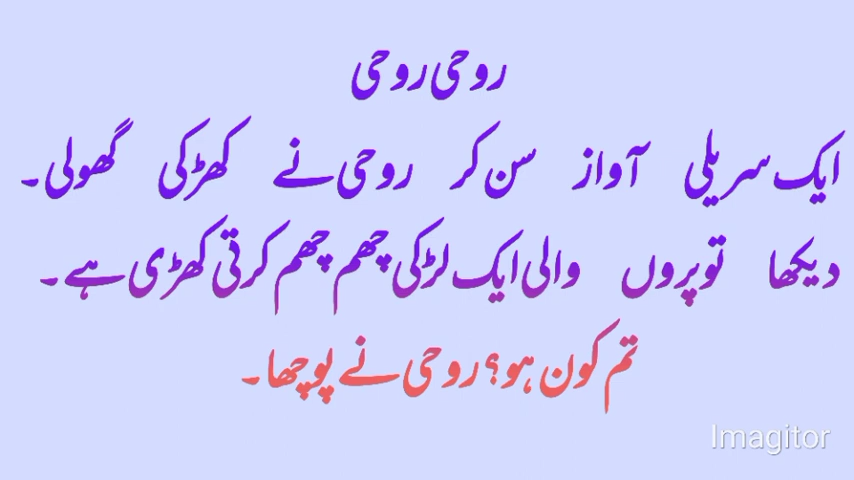 روحی روحی
ایک سریلی آواز سن کر روحی نے کھڑکی گھولی۔
دیکھا تو پروں والی ایک لڑکی چھم چھم کرتی کھڑی ہے۔
تم کون ہو؟ روحی نے پوچھا۔
Imagitor